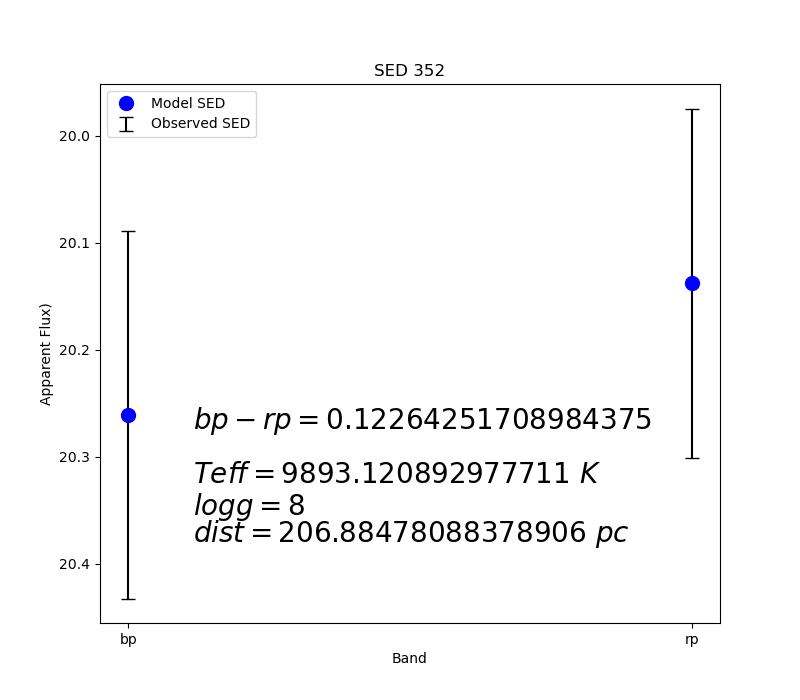 SED 352
Model SED
Observed SED
20.0
20.1
20.2
20.3
20.4
Apparent Flux)
bp − rp = 0.12264251708984375
Teff = 9893.120892977711 K
logg = 8
dist = 206.88478088378906 pc
bp
rp
Band